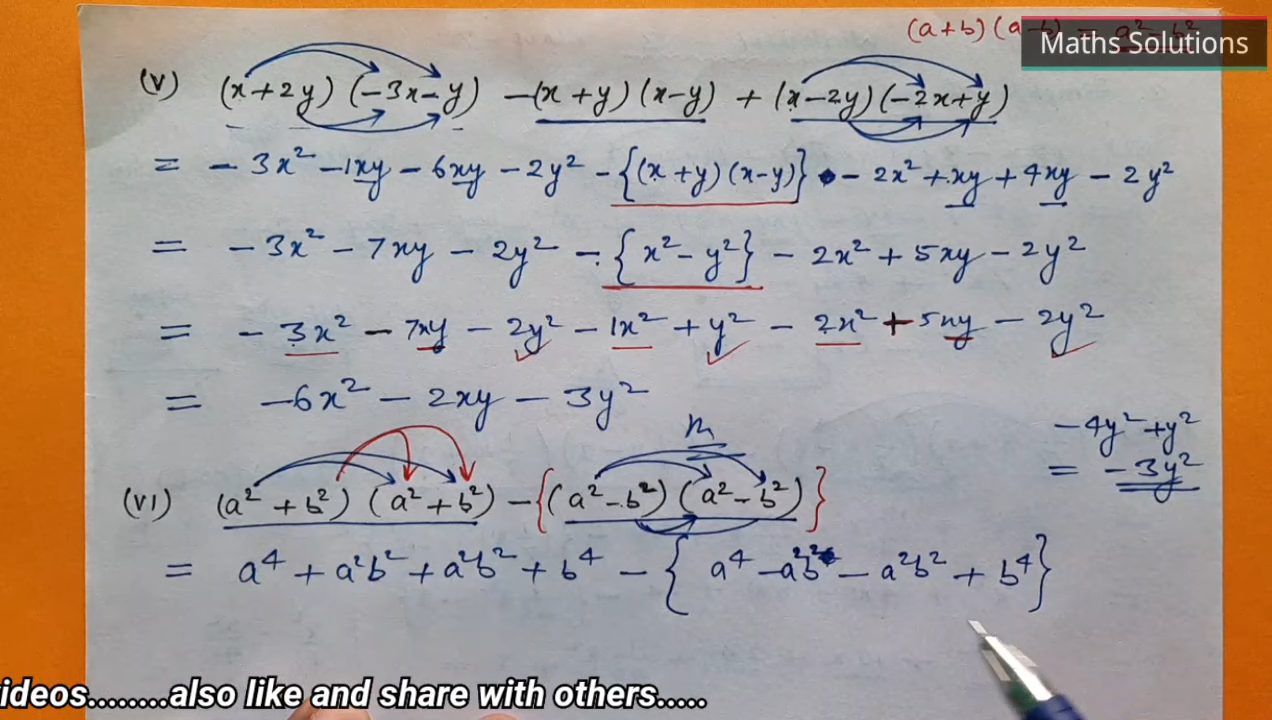 (a+b)(a-b) = a² - b²
Maths Solutions
(v) (x+2y)(-3x-y) -(x+y)(x-y) + (x-2y)(-2x+y)
= -3x² -1xy - 6xy - 2y² -{(x+y)(x-y)} - 2x² + xy + 4xy - 2y²
= -3x² - 7xy - 2y² - {x² - y²} - 2x² + 5xy - 2y²
= -3x² - 7xy - 2y² - 1x² + y² - 2x² + 5xy - 2y²
= -6x² - 2xy - 3y²
-4y² + y²
= -3y²
(vi) (a² + b²)(a² + b²) - {(a² - b²)(a² - b²)}
= a⁴ + a²b² + a²b² + b⁴ - {a⁴ - a²b² - a²b² + b⁴}
ideos........also like and share with others.....